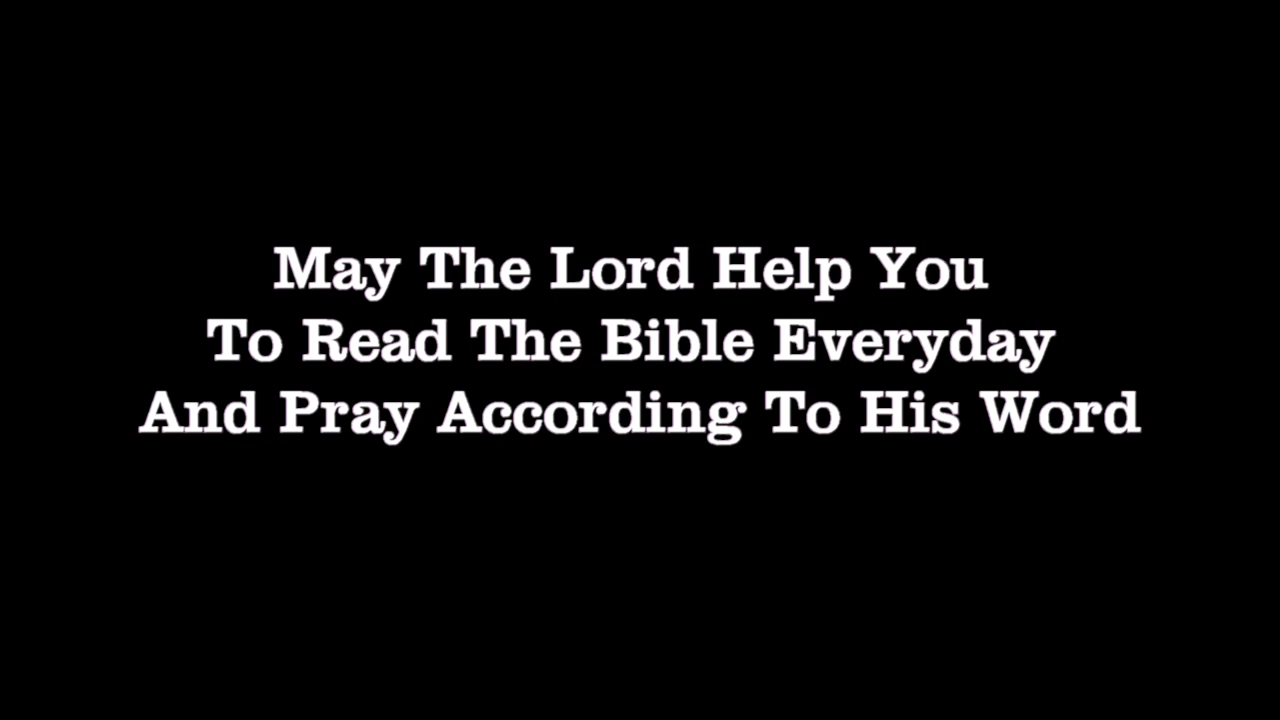 May The Lord Help You
To Read The Bible Everyday
And Pray According To His Word